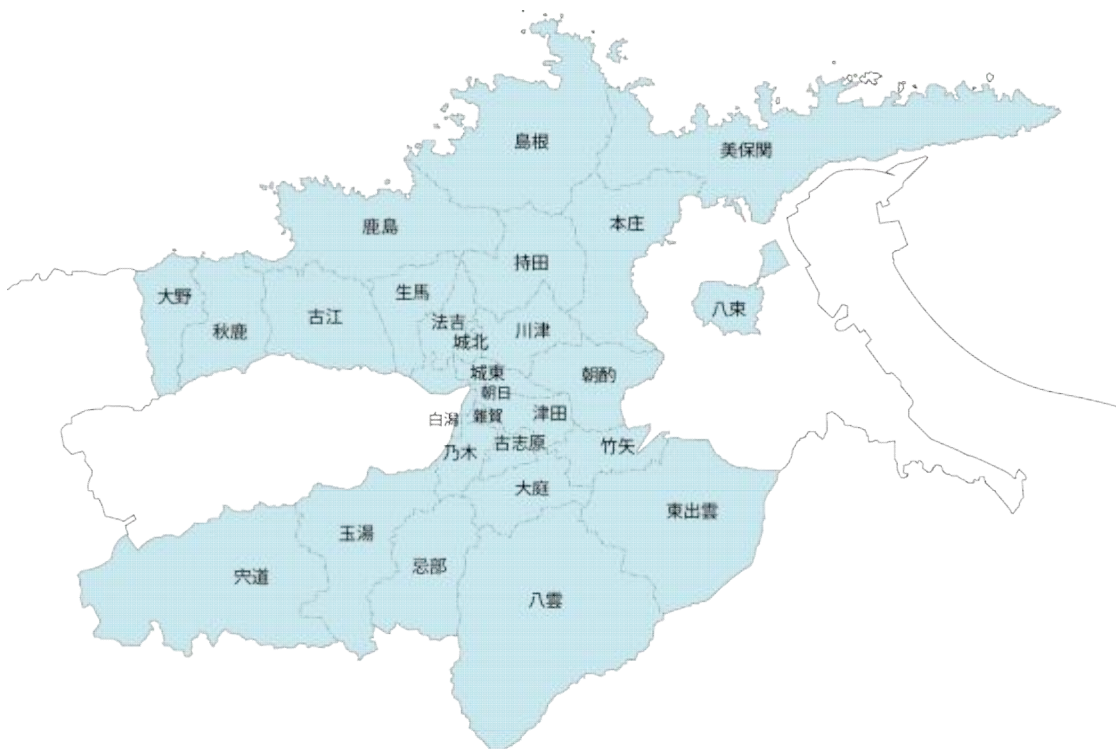 島根
美保関
鹿島
本庄
持田
大野
生馬
八束
古江
法吉
秋鹿
川津
城北
城東
朝酌
朝日
白潟
雑賀
津田
古志原
竹矢
乃木
大庭
東出雲
玉湯
忌部
宍道
八雲